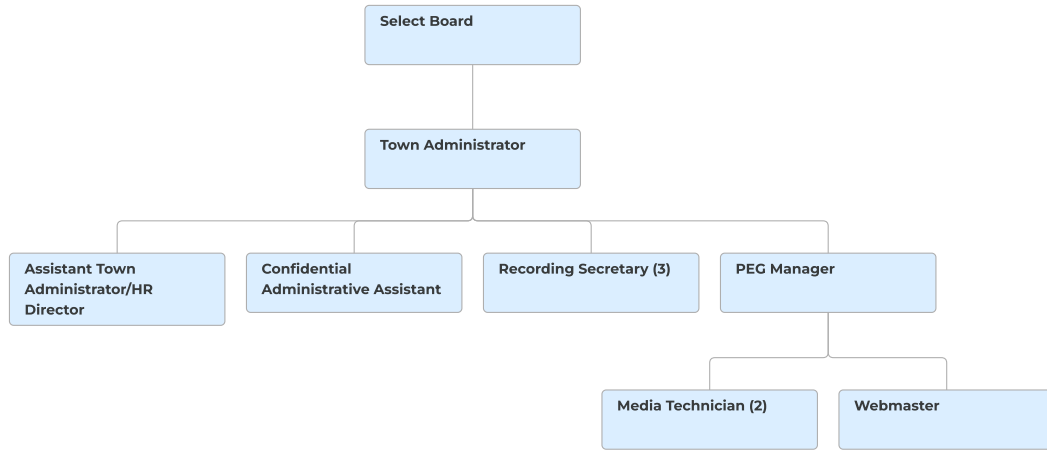 Select Board
Town Administrator
Assistant Town
Administrator/HR
Director
Confidential
Administrative Assistant
Recording Secretary (3)
PEG Manager
Media Technician (2)
Webmaster